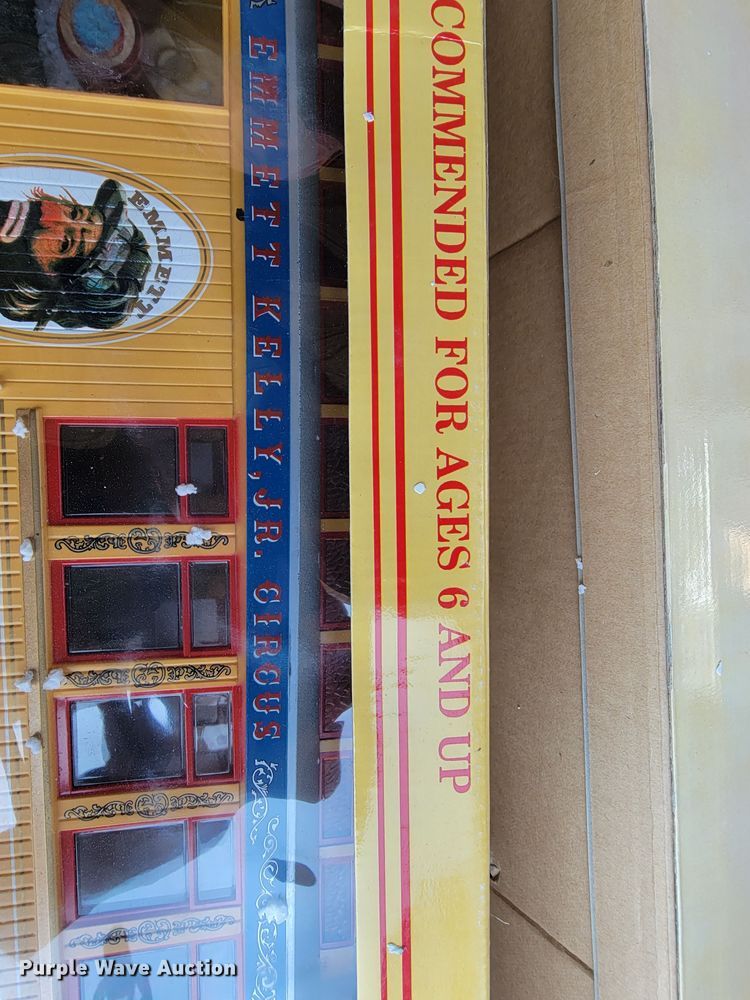 COMMENDED FOR AGES 6 AND UP
EMMETT KELLY, JR. CIRCUS
EMMETT
Purple Wave Auction